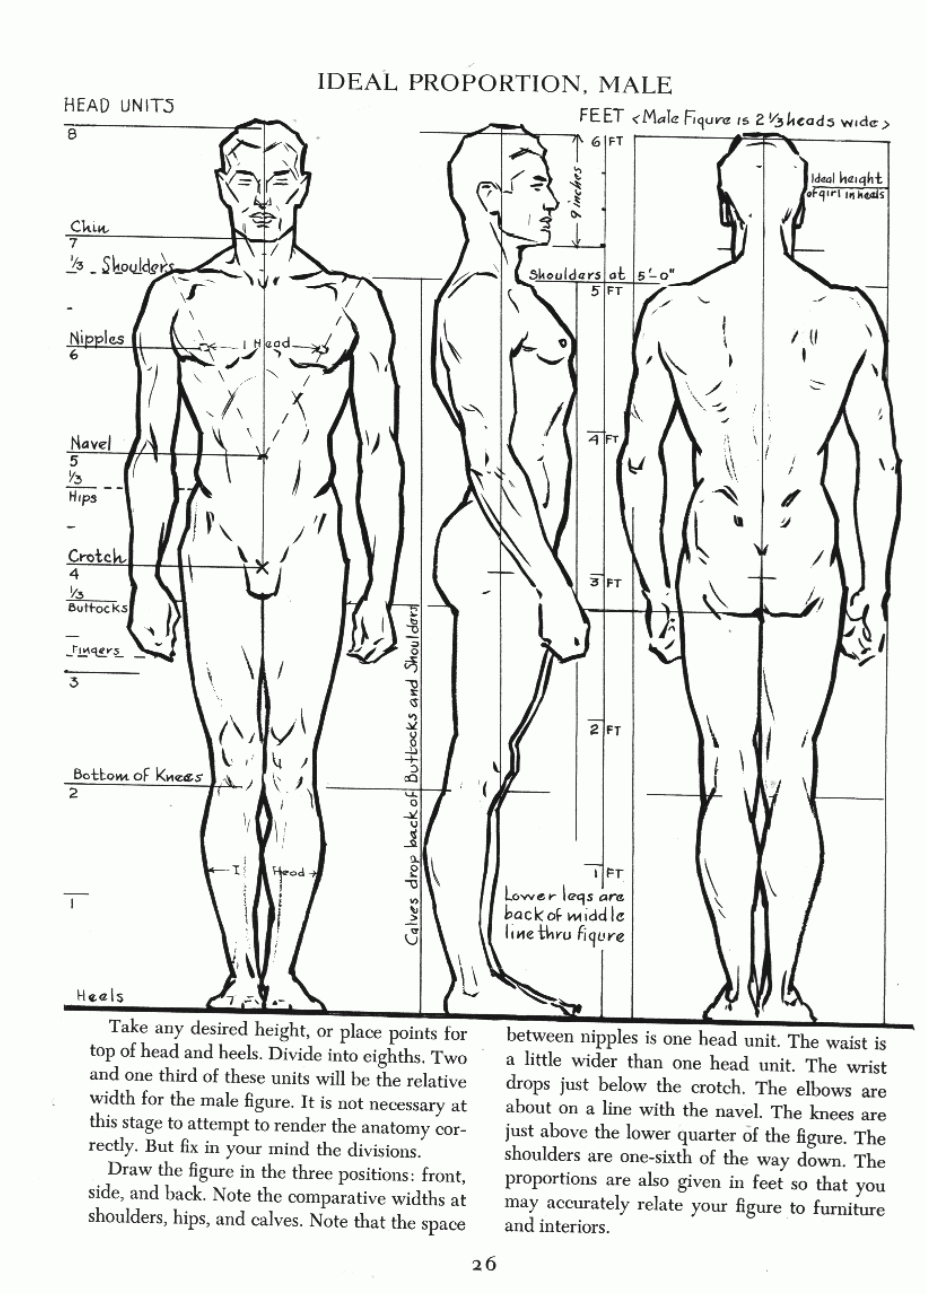 IDEAL PROPORTION, MALE
HEAD UNITS
FEET <Male Figure is 2 ⅓ heads wide>
8
6 FT
9 inches
Ideal height
of girl in heels
Chin
7
⅓ Shoulders
Shoulders at 5'-0"
5 FT
Nipples
6
1 Head
4 FT
Navel
5
⅓
Hips
Crotch
4
3 FT
⅓
Buttocks
Fingers
3
2 FT
Calves drop back of Buttocks and Shoulders
Bottom of Knees
2
1 Head
1 FT
1
Lower legs are
back of middle
line thru figure
Heels
Take any desired height, or place points for
top of head and heels. Divide into eighths. Two
and one third of these units will be the relative
width for the male figure. It is not necessary at
this stage to attempt to render the anatomy cor-
rectly. But fix in your mind the divisions.
Draw the figure in the three positions: front,
side, and back. Note the comparative widths at
shoulders, hips, and calves. Note that the space
between nipples is one head unit. The waist is
a little wider than one head unit. The wrist
drops just below the crotch. The elbows are
about on a line with the navel. The knees are
just above the lower quarter of the figure. The
shoulders are one-sixth of the way down. The
proportions are also given in feet so that you
may accurately relate your figure to furniture
and interiors.
26